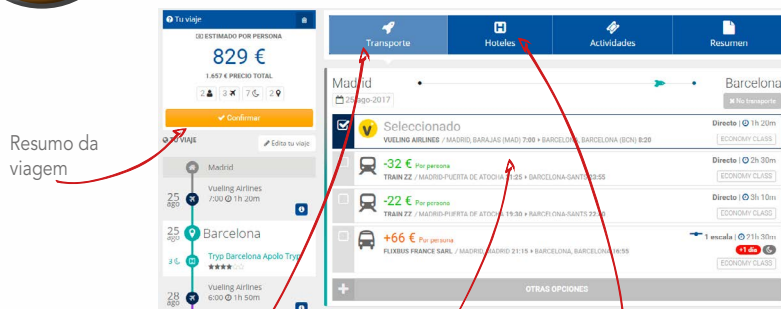 Resumo da
viagem
Tu viaje
ESTIMADO POR PERSONA
829 €
1.657 € PRECIO TOTAL
2 3 7 2
Confirmar
TU VIAJE
Edita tu viaje
Madrid
25 ago
Vueling Airlines
7:00 1h 20m
25 ago
Barcelona
3
Tryp Barcelona Apolo Tryp
28 ago
Vueling Airlines
6:00 1h 50m
Transporte
Hoteles
Actividades
Resumen
Madrid
Barcelona
25-ago-2017
No transporte
Seleccionado
VUELING AIRLINES / MADRID, BARAJAS (MAD) 7:00 • BARCELONA, BARCELONA (BCN) 8:20
Directo | 1h 20m
ECONOMY CLASS
-32 € Por persona
TRAIN ZZ / MADRID-PUERTA DE ATOCHA 21:25 • BARCELONA-SANTS 23:55
Directo | 2h 30m
ECONOMY CLASS
-22 € Por persona
TRAIN ZZ / MADRID-PUERTA DE ATOCHA 19:30 • BARCELONA-SANTS
Directo | 3h 10m
ECONOMY CLASS
+66 € Por persona
FLIXBUS FRANCE SARL / MADRID, MADRID 21:15 • BARCELONA, BARCELONA 16:55
1 escala | 21h 30m
+1 día
ECONOMY CLASS
OTRAS OPCIONES